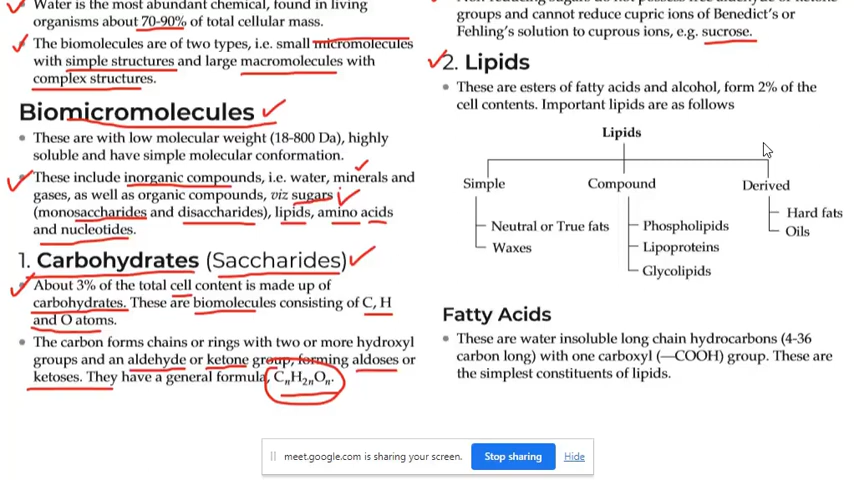 Water is the most abundant chemical, found in living
organisms about 70-90% of total cellular mass.
The biomolecules are of two types, i.e. small micromolecules
with simple structures and large macromolecules with
complex structures.
Biomicromolecules
These are with low molecular weight (18-800 Da), highly
soluble and have simple molecular conformation.
These include inorganic compounds, i.e. water, minerals and
gases, as well as organic compounds, viz sugars
(monosaccharides and disaccharides), lipids, amino acids
and nucleotides.
1. Carbohydrates (Saccharides)
About 3% of the total cell content is made up of
carbohydrates. These are biomolecules consisting of C, H
and O atoms.
The carbon forms chains or rings with two or more hydroxyl
groups and an aldehyde or ketone group, forming aldoses or
ketoses. They have a general formula, CₙH₂ₙOₙ.
groups and cannot reduce cupric ions of Benedict's or
Fehling's solution to cuprous ions, e.g. sucrose.
2. Lipids
These are esters of fatty acids and alcohol, form 2% of the
cell contents. Important lipids are as follows
Lipids
Simple Compound Derived
Neutral or True fats Phospholipids Hard fats
Waxes Lipoproteins Oils
Glycolipids
Fatty Acids
These are water insoluble long chain hydrocarbons (4-36
carbon long) with one carboxyl (—COOH) group. These are
the simplest constituents of lipids.
meet.google.com is sharing your screen. Stop sharing Hide